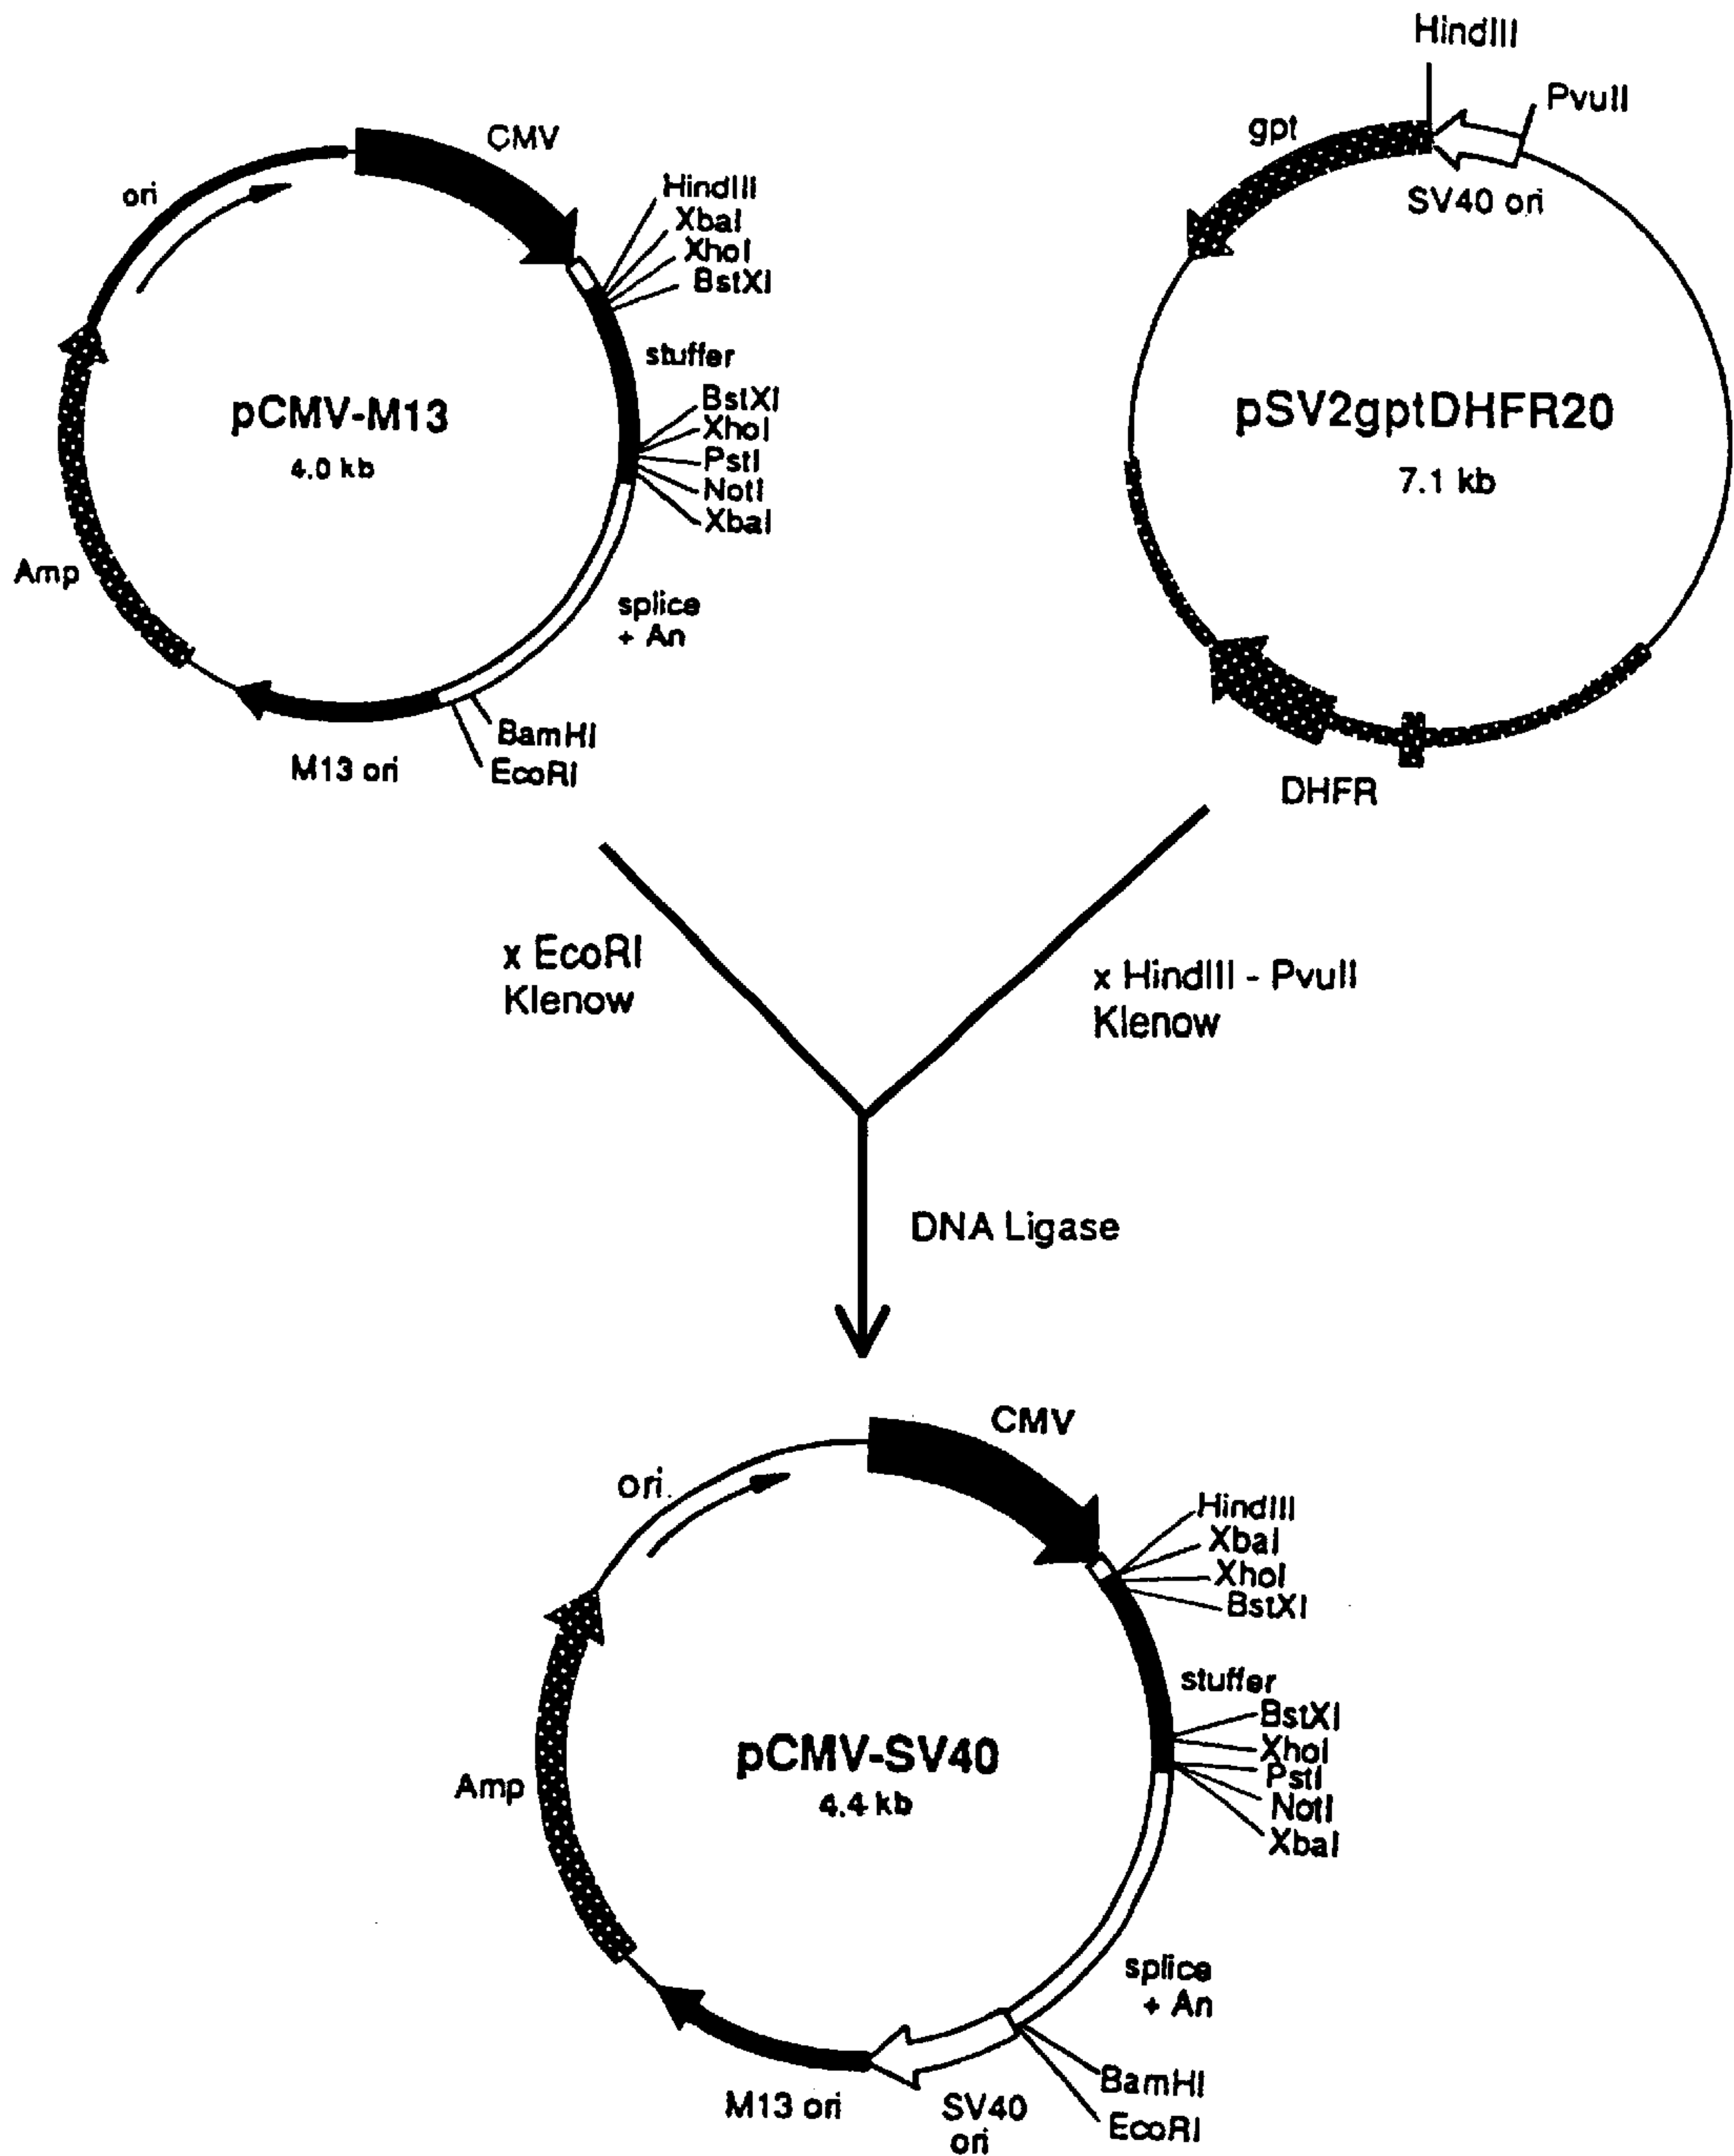 CMV
ori
HindIII
XbaI
XhoI
BstXI
stuffer
BstXI
XhoI
PstI
NotI
XbaI
pCMV-M13
4.0 kb
Amp
splice
+ An
BamHI
EcoRI
M13 ori
HindIII
PvuII
gpt
SV40 ori
pSV2gptDHFR20
7.1 kb
DHFR
x EcoRI
Klenow
x HindIII - PvuII
Klenow
DNA Ligase
CMV
ori.
HindIII
XbaI
XhoI
BstXI
stuffer
BstXI
XhoI
PstI
NotI
XbaI
pCMV-SV40
4.4 kb
Amp
splice
+ An
BamHI
EcoRI
M13 ori
SV40
ori